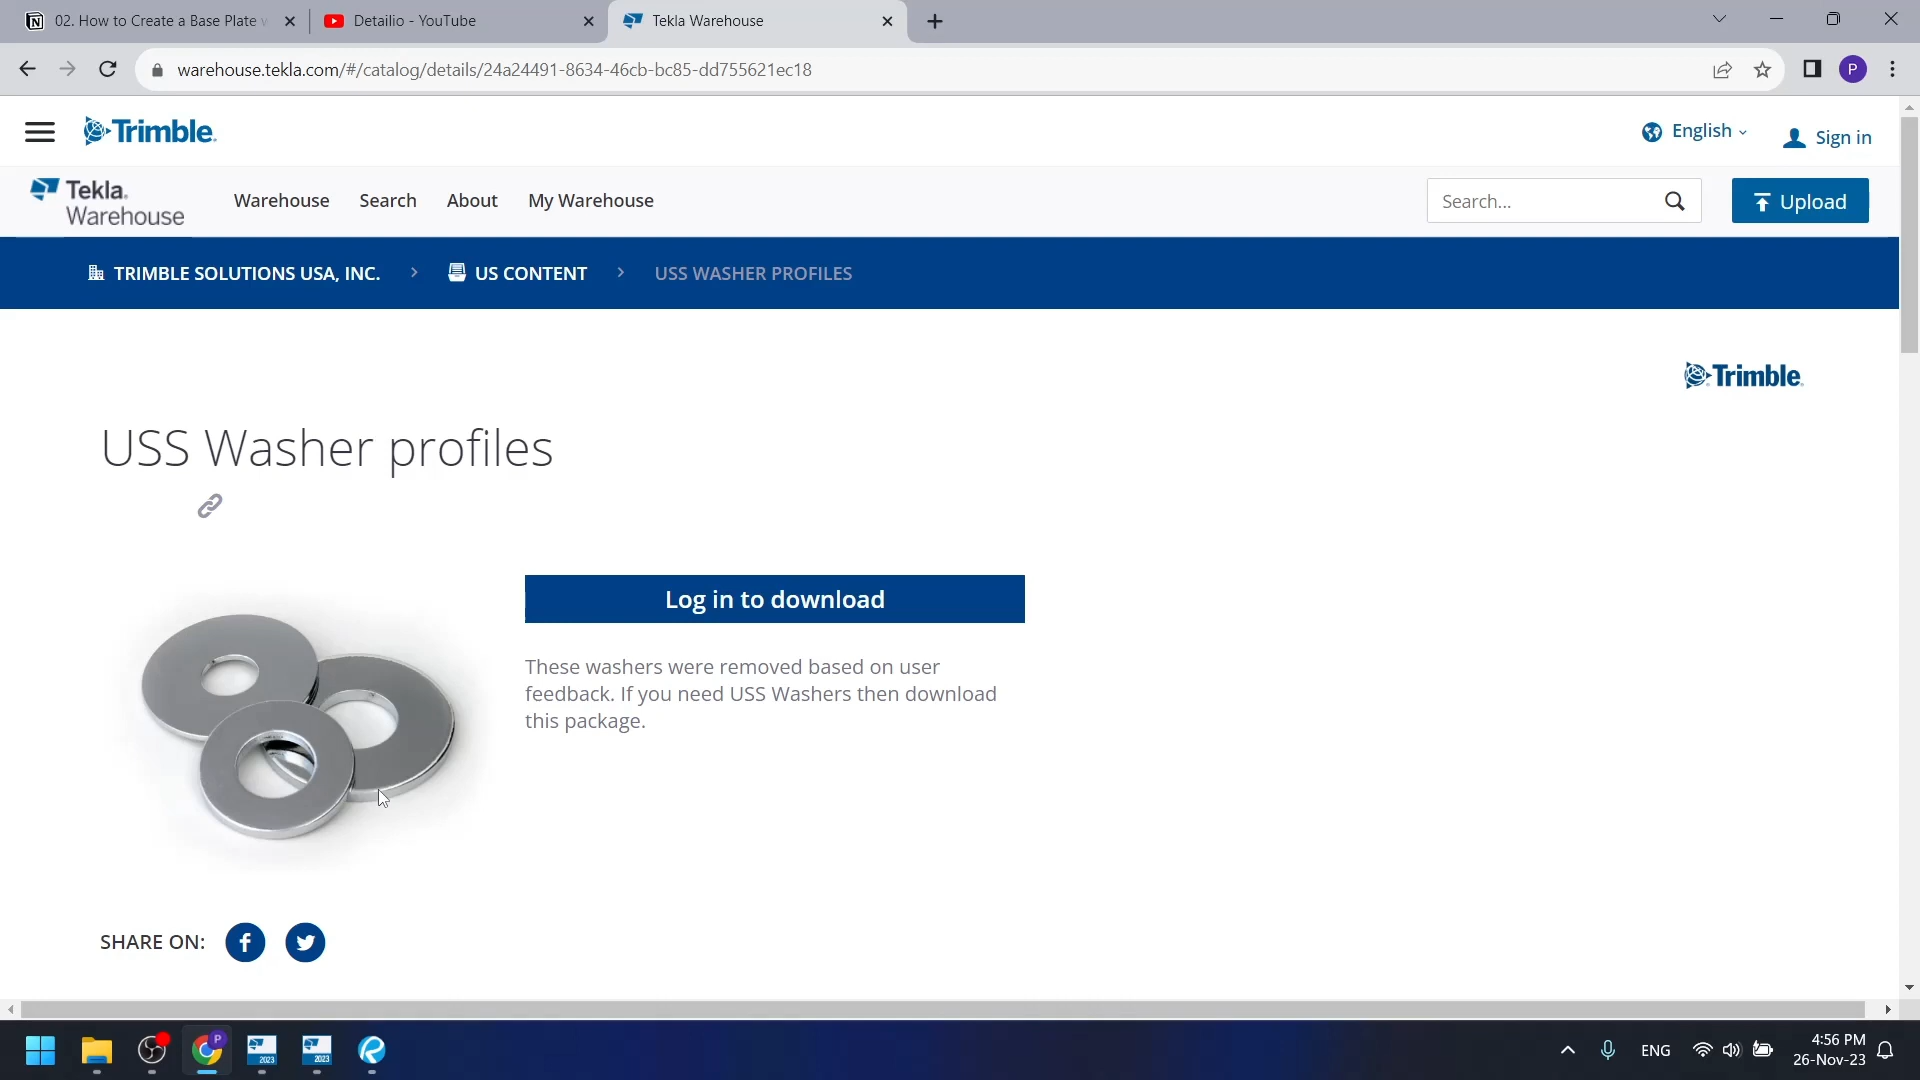 02. How to Create a Base Plate
Detailio - YouTube
Tekla Warehouse
warehouse.tekla.com/#/catalog/details/24a24491-8634-46cb-bc85-dd755621ec18
P
Trimble
English
Sign in
Tekla
Warehouse
Warehouse
Search
About
My Warehouse
Search...
Upload
TRIMBLE SOLUTIONS USA, INC.
US CONTENT
USS WASHER PROFILES
Trimble
USS Washer profiles
Log in to download
These washers were removed based on user
feedback. If you need USS Washers then download
this package.
SHARE ON:
P
2023
2023
ENG
4:56 PM
26-Nov-23